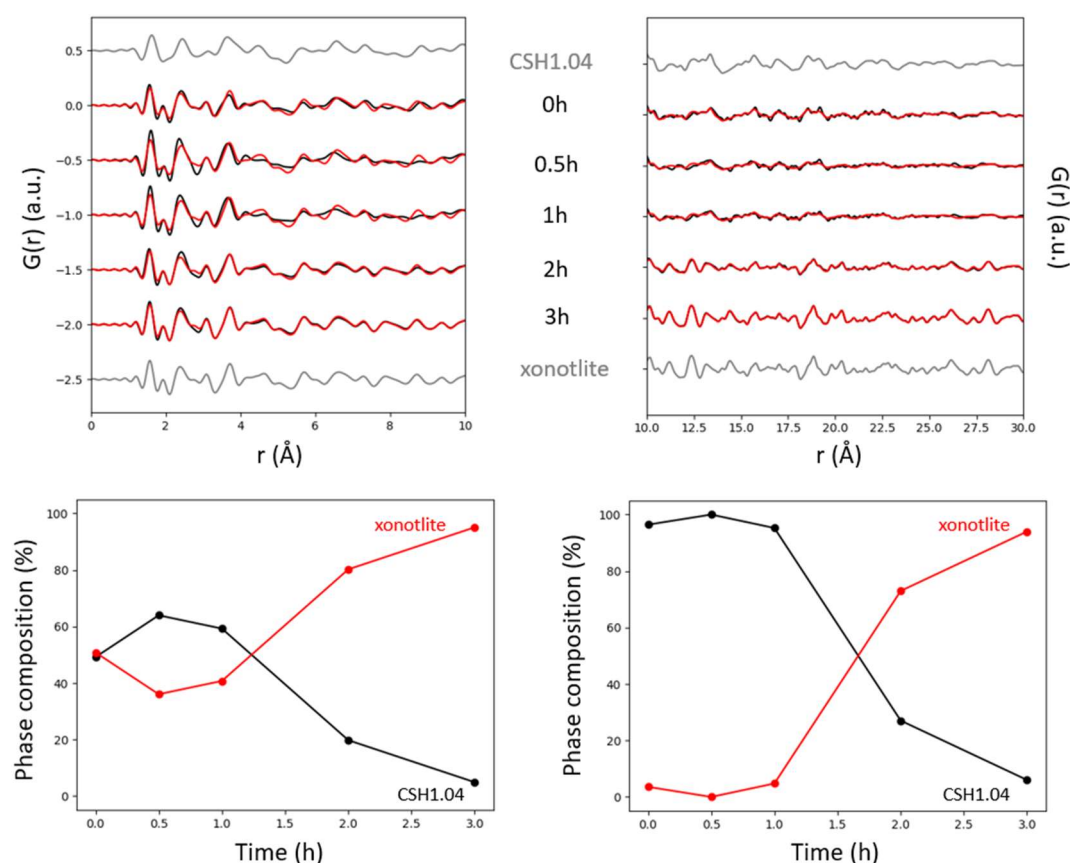 G(r) (a.u.)
0.5
0.0
−0.5
−1.0
−1.5
−2.0
−2.5
0 2 4 6 8 10
r (Å)
CSH1.04
0h
0.5h
1h
2h
3h
xonotlite
10.0 12.5 15.0 17.5 20.0 22.5 25.0 27.5 30.0
r (Å)
G(r) (a.u.)
Phase composition (%)
100
80
60
40
20
0
xonotlite
CSH1.04
0.0 0.5 1.0 1.5 2.0 2.5 3.0
Time (h)
Phase composition (%)
100
80
60
40
20
0
xonotlite
CSH1.04
0.0 0.5 1.0 1.5 2.0 2.5 3.0
Time (h)